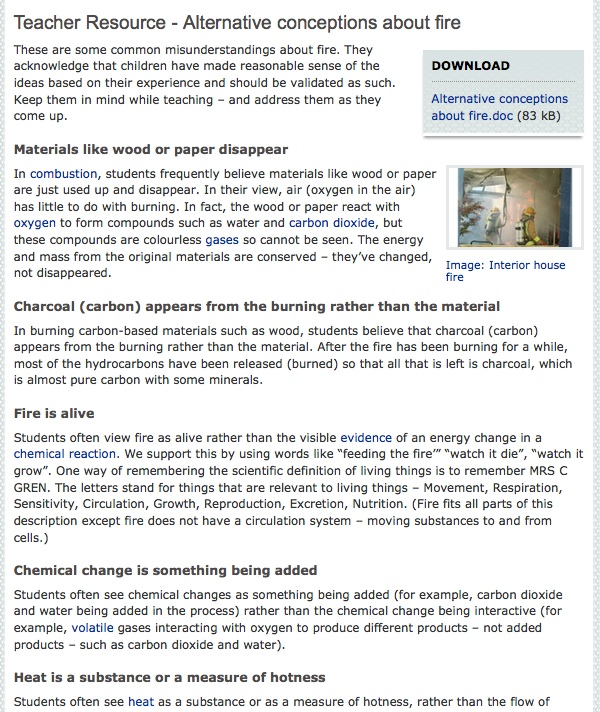 Teacher Resource - Alternative conceptions about fire
These are some common misunderstandings about fire. They
acknowledge that children have made reasonable sense of the
ideas based on their experience and should be validated as such.
Keep them in mind while teaching – and address them as they
come up.
DOWNLOAD
Alternative conceptions
about fire.doc (83 kB)
Materials like wood or paper disappear
In combustion, students frequently believe materials like wood or paper
are just used up and disappear. In their view, air (oxygen in the air)
has little to do with burning. In fact, the wood or paper react with
oxygen to form compounds such as water and carbon dioxide, but
these compounds are colourless gases so cannot be seen. The energy
and mass from the original materials are conserved – they’ve changed,
not disappeared.
Image: Interior house
fire
Charcoal (carbon) appears from the burning rather than the material
In burning carbon-based materials such as wood, students believe that charcoal (carbon)
appears from the burning rather than the material. After the fire has been burning for a while,
most of the hydrocarbons have been released (burned) so that all that is left is charcoal, which
is almost pure carbon with some minerals.
Fire is alive
Students often view fire as alive rather than the visible evidence of an energy change in a
chemical reaction. We support this by using words like “feeding the fire’” “watch it die”, “watch it
grow”. One way of remembering the scientific definition of living things is to remember MRS C
GREN. The letters stand for things that are relevant to living things – Movement, Respiration,
Sensitivity, Circulation, Growth, Reproduction, Excretion, Nutrition. (Fire fits all parts of this
description except fire does not have a circulation system – moving substances to and from
cells.)
Chemical change is something being added
Students often see chemical changes as something being added (for example, carbon dioxide
and water being added in the process) rather than the chemical change being interactive (for
example, volatile gases interacting with oxygen to produce different products – not added
products – such as carbon dioxide and water).
Heat is a substance or a measure of hotness
Students often see heat as a substance or as a measure of hotness, rather than the flow of